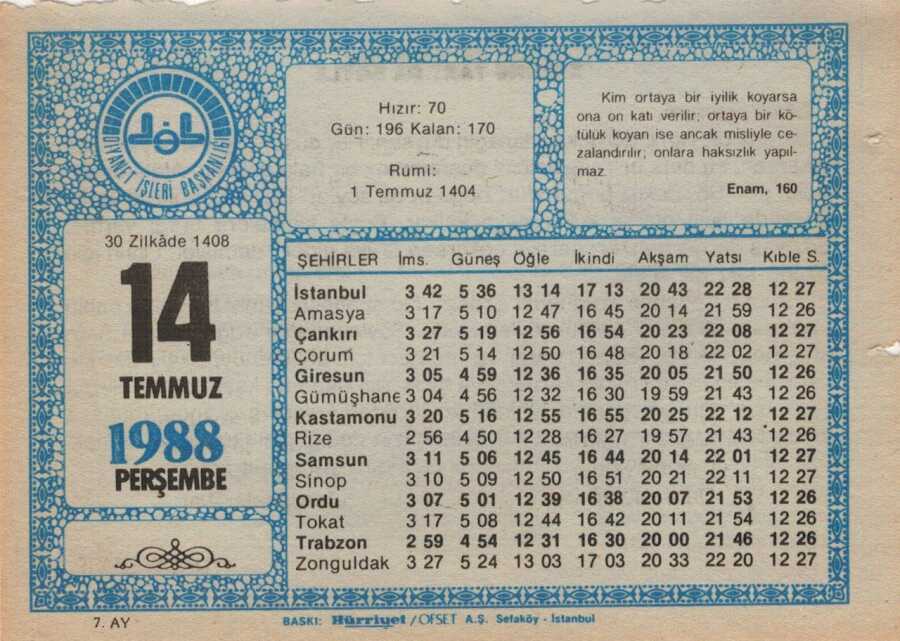 DİYANET İŞLERİ BAŞKANLIĞI
Hızır: 70
Gün: 196 Kalan: 170
Rumi:
1 Temmuz 1404
Kim ortaya bir iyilik koyarsa
ona on katı verilir; ortaya bir kö-
tülük koyan ise ancak misliyle ce-
zalandırılır; onlara haksızlık yapıl-
maz.
Enam, 160
30 Zilkâde 1408
14
TEMMUZ
1988
PERŞEMBE
ŞEHİRLER İms. Güneş Öğle İkindi Akşam Yatsı Kıble S.
İstanbul 3 42 5 36 13 14 17 13 20 43 22 28 12 27
Amasya 3 17 5 10 12 47 16 45 20 14 21 59 12 26
Çankırı 3 27 5 19 12 56 16 54 20 23 22 08 12 27
Çorum 3 21 5 14 12 50 16 48 20 18 22 02 12 27
Giresun 3 05 4 59 12 36 16 35 20 05 21 50 12 26
Gümüşhane 3 04 4 56 12 32 16 30 19 59 21 43 12 26
Kastamonu 3 20 5 16 12 55 16 55 20 25 22 12 12 27
Rize 2 56 4 50 12 28 16 27 19 57 21 43 12 26
Samsun 3 11 5 06 12 45 16 44 20 14 22 01 12 27
Sinop 3 10 5 09 12 50 16 51 20 21 22 11 12 27
Ordu 3 07 5 01 12 39 16 38 20 07 21 53 12 26
Tokat 3 17 5 08 12 44 16 42 20 11 21 54 12 26
Trabzon 2 59 4 54 12 31 16 30 20 00 21 46 12 26
Zonguldak 3 27 5 24 13 03 17 03 20 33 22 20 12 27
7. AY
BASKI: Hürriyet / OFSET A.Ş. Sefaköy - İstanbul